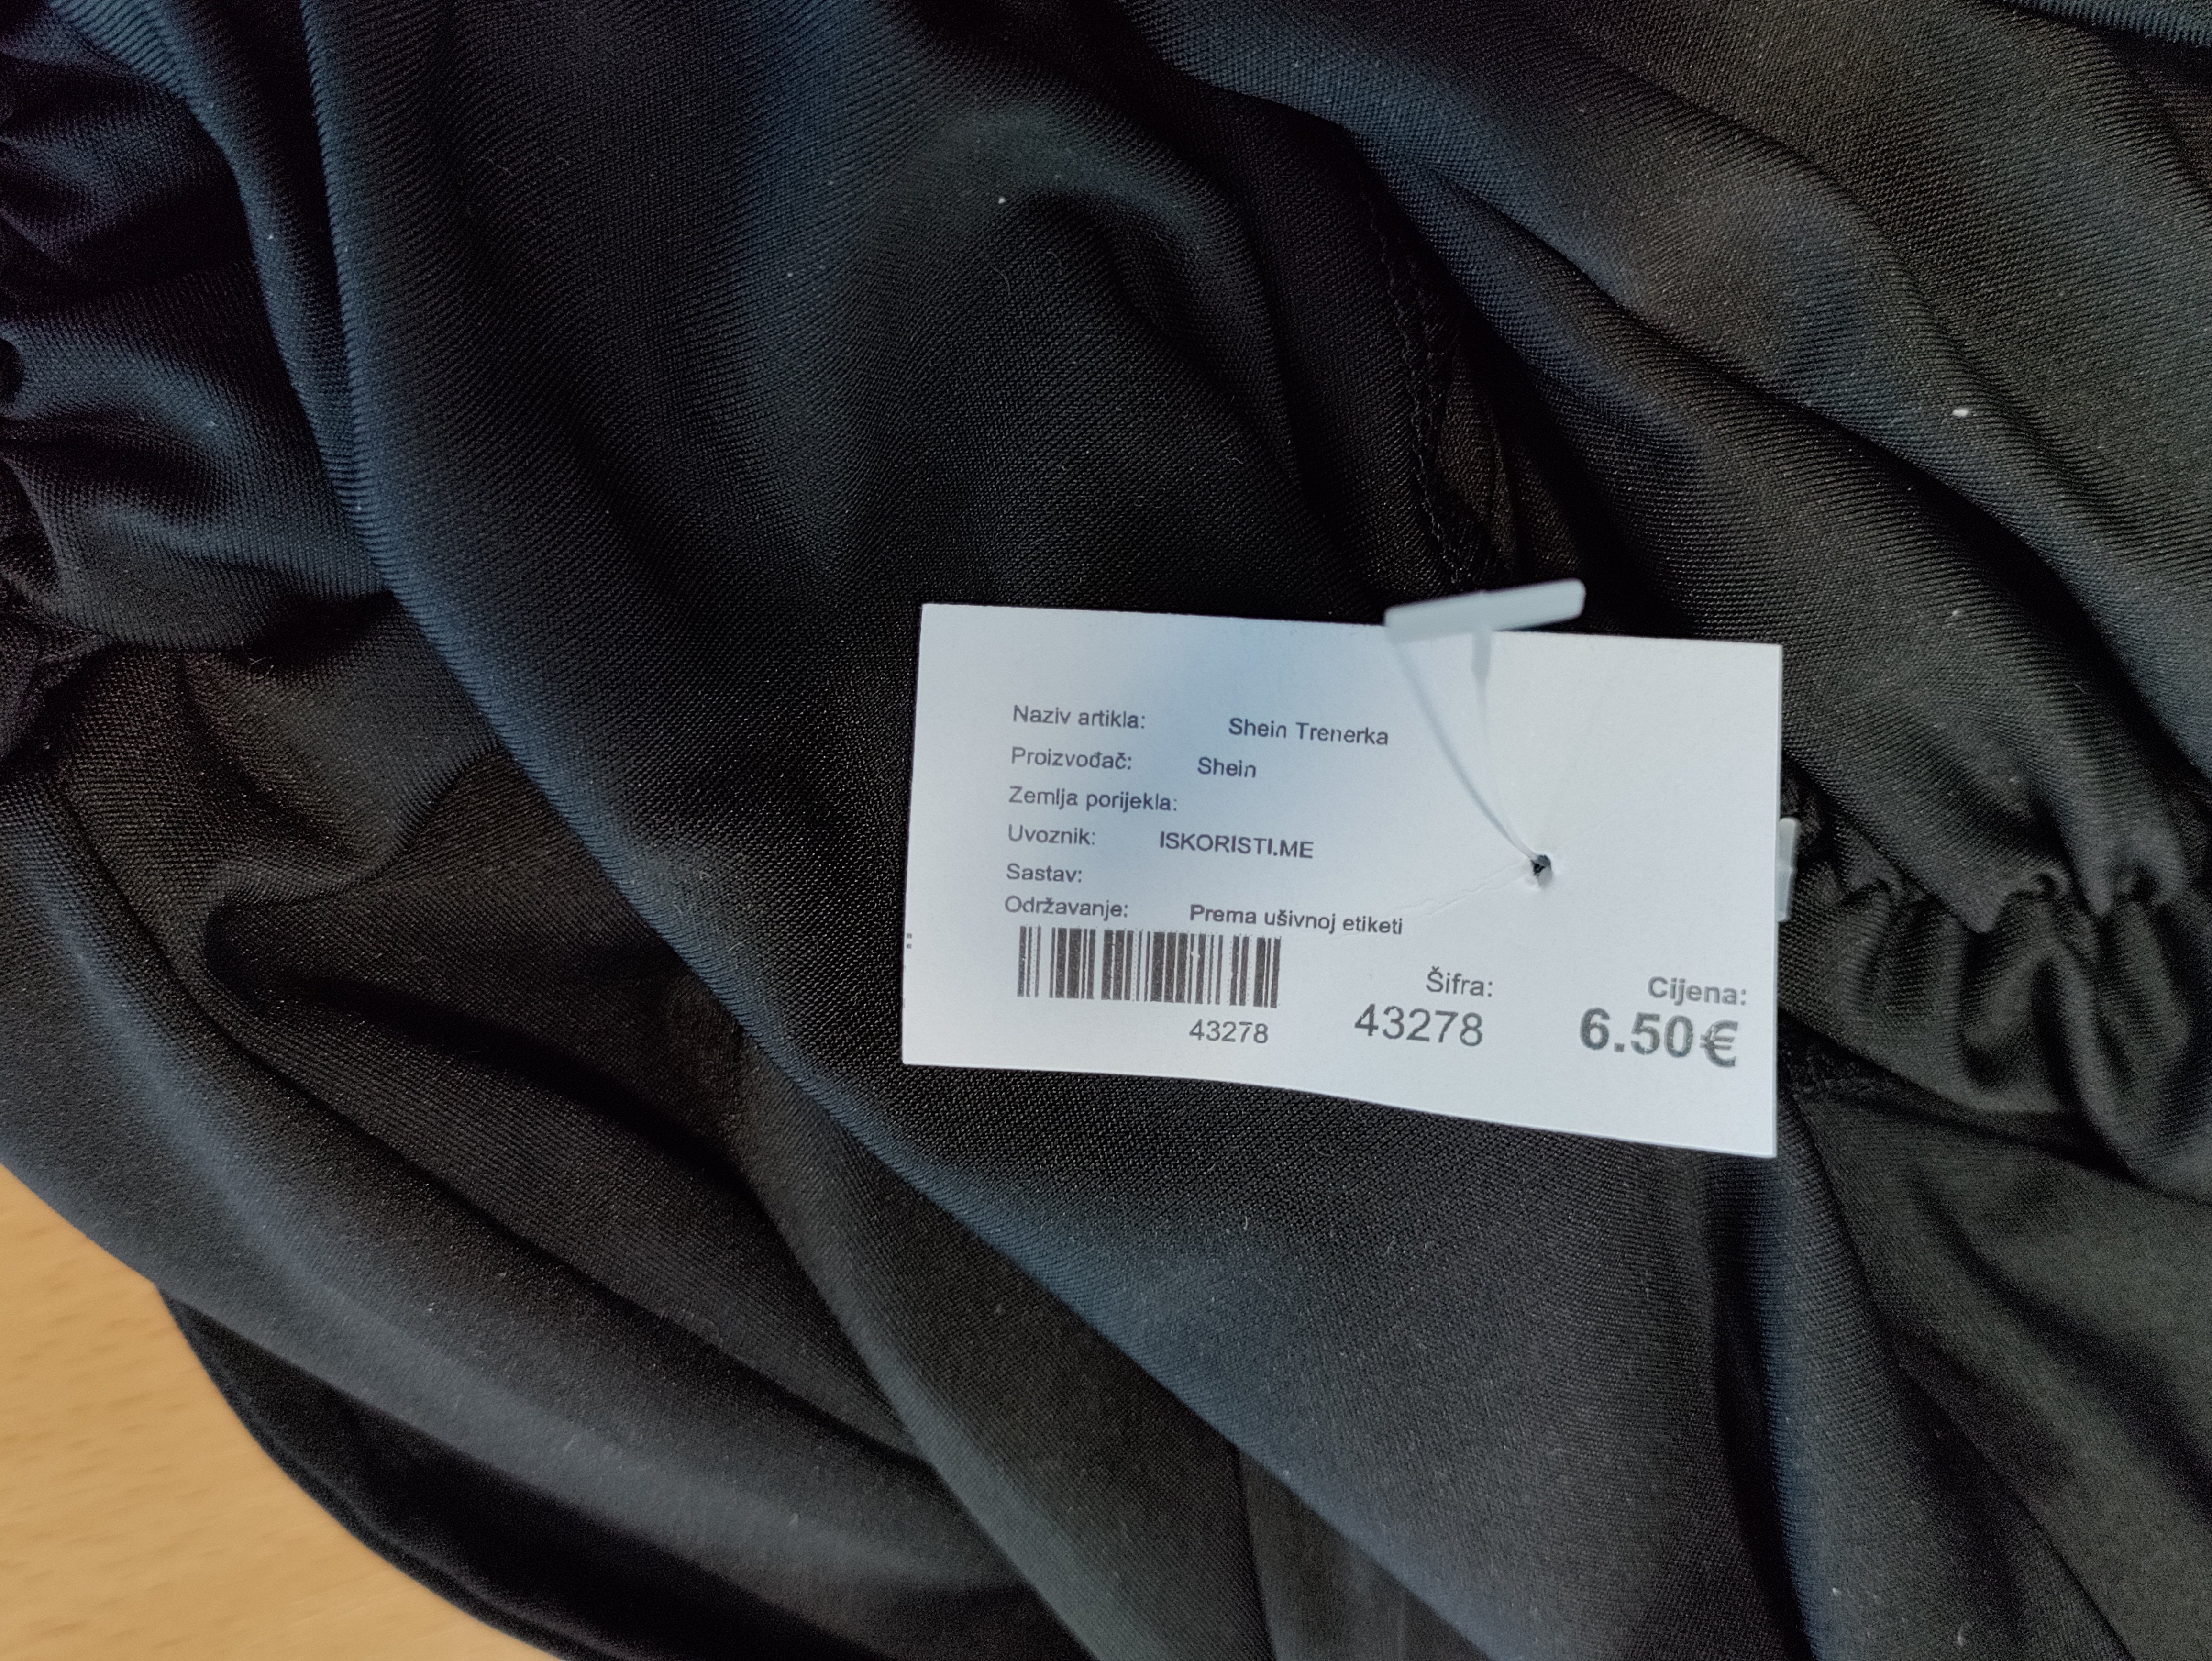 Naziv artikla: Shein Trenerka
Proizvođač: Shein
Zemlja porijekla:
Uvoznik: ISKORISTI.ME
Sastav:
Održavanje: Prema ušivnoj etiketi
43278
Šifra:
43278
Cijena:
6.50€